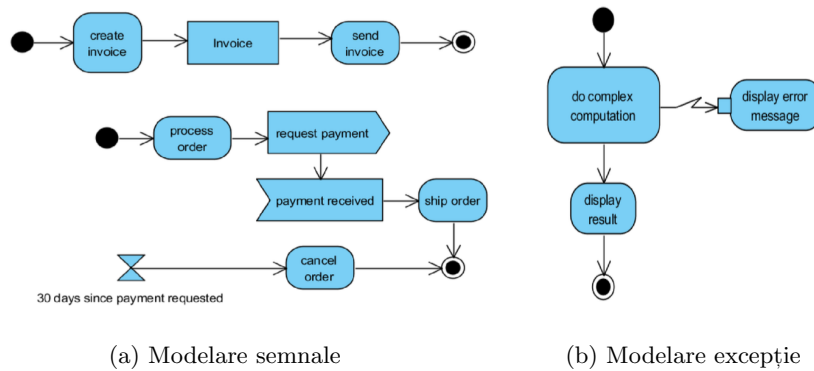 create
invoice
Invoice
send
invoice
process
order
request payment
payment received
ship order
cancel
order
30 days since payment requested
(a) Modelare semnale
do complex
computation
display error
message
display
result
(b) Modelare excepție